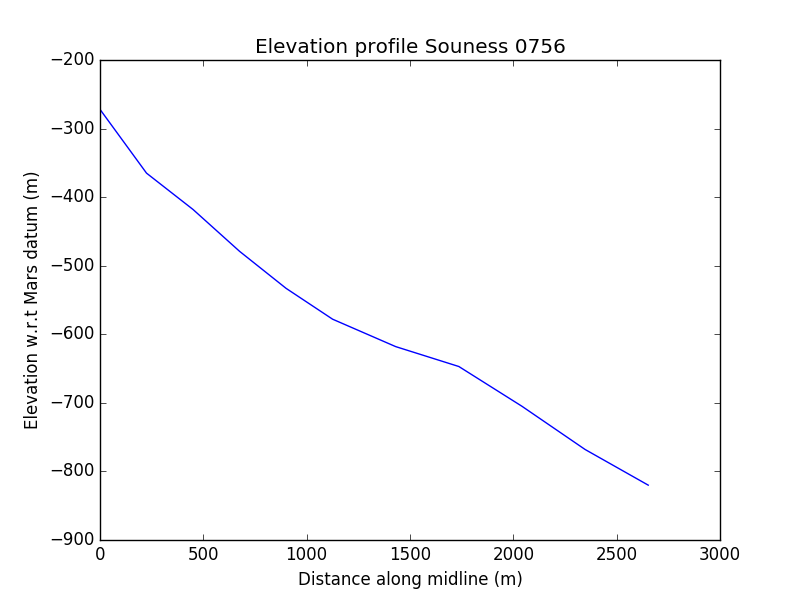 Elevation profile Souness 0756
−200
−300
−400
−500
−600
−700
−800
−900
Elevation w.r.t Mars datum (m)
0 500 1000 1500 2000 2500 3000
Distance along midline (m)